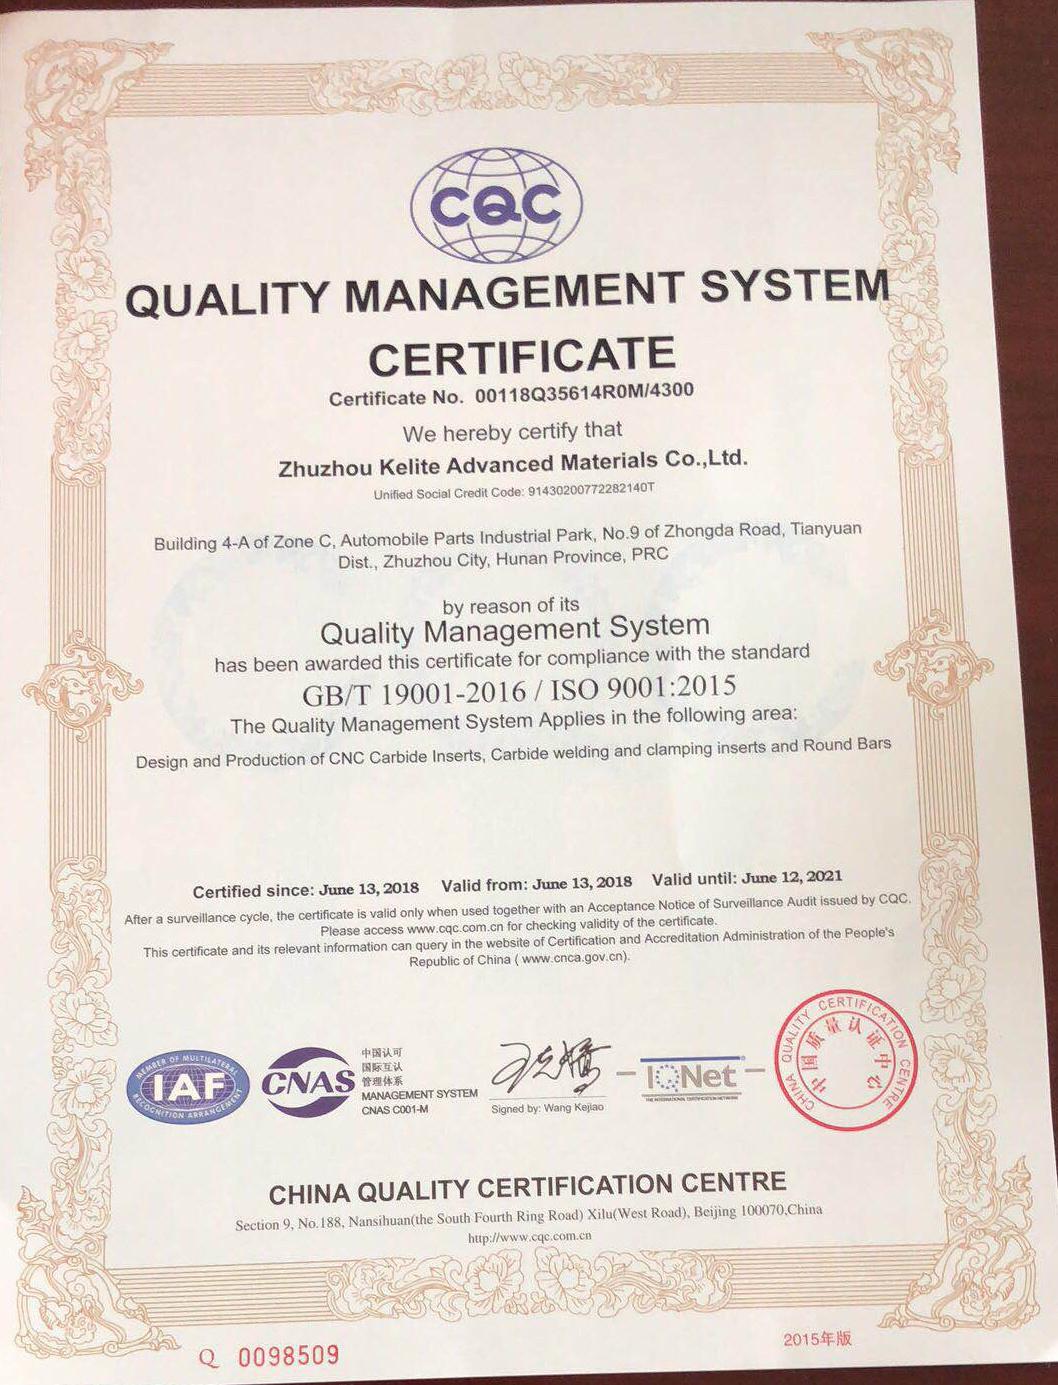 CQC
QUALITY MANAGEMENT SYSTEM
CERTIFICATE
Certificate No. 00118Q35614R0M/4300
We hereby certify that
Zhuzhou Kelite Advanced Materials Co.,Ltd.
Unified Social Credit Code: 91430200772282140T
Building 4-A of Zone C, Automobile Parts Industrial Park, No.9 of Zhongda Road, Tianyuan
Dist., Zhuzhou City, Hunan Province, PRC
by reason of its
Quality Management System
has been awarded this certificate for compliance with the standard
GB/T 19001-2016 / ISO 9001:2015
The Quality Management System Applies in the following area:
Design and Production of CNC Carbide Inserts, Carbide welding and clamping inserts and Round Bars
Certified since: June 13, 2018 Valid from: June 13, 2018 Valid until: June 12, 2021
After a surveillance cycle, the certificate is valid only when used together with an Acceptance Notice of Surveillance Audit issued by CQC.
Please access www.cqc.com.cn for checking validity of the certificate.
This certificate and its relevant information can query in the website of Certification and Accreditation Administration of the People's
Republic of China ( www.cnca.gov.cn).
MEMBER OF MULTILATERAL
IAF
RECOGNITION ARRANGEMENT
CNAS
中国认可
国际互认
管理体系
MANAGEMENT SYSTEM
CNAS C001-M
Signed by: Wang Kejiao
IQNet
THE INTERNATIONAL CERTIFICATION NETWORK
CHINA QUALITY CERTIFICATION CENTRE
中国质量认证中心
CHINA QUALITY CERTIFICATION CENTRE
Section 9, No.188, Nansihuan(the South Fourth Ring Road) Xilu(West Road), Beijing 100070,China
http://www.cqc.com.cn
Q 0098509
2015年版